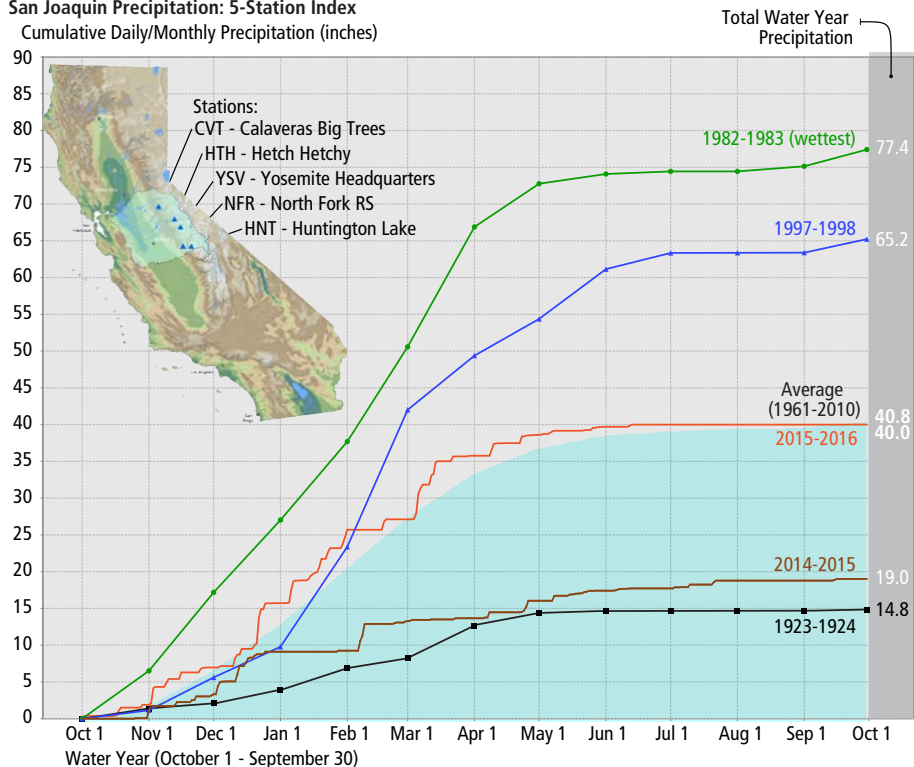 San Joaquin Precipitation: 5-Station Index
Cumulative Daily/Monthly Precipitation (inches)
Total Water Year
Precipitation
90
85
80
75
70
65
60
55
50
45
40
35
30
25
20
15
10
5
0
Stations:
CVT - Calaveras Big Trees
HTH - Hetch Hetchy
YSV - Yosemite Headquarters
NFR - North Fork RS
HNT - Huntington Lake
1982-1983 (wettest)
77.4
1997-1998
65.2
Average
(1961-2010)
40.8
40.0
2015-2016
2014-2015
19.0
14.8
1923-1924
Oct 1 Nov 1 Dec 1 Jan 1 Feb 1 Mar 1 Apr 1 May 1 Jun 1 Jul 1 Aug 1 Sep 1 Oct 1
Water Year (October 1 - September 30)